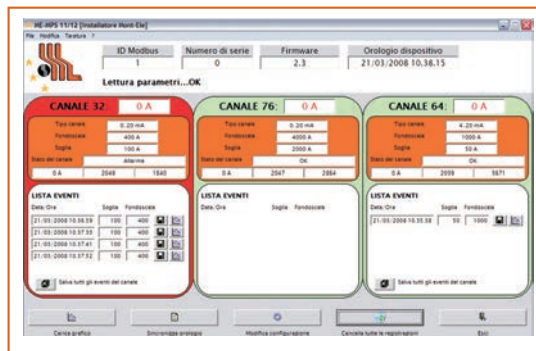 ME-MPS 11/12 [Installatore Mont-Ele]
File Modifica Tarature ?
ID Modbus Numero di serie Firmware Orologio dispositivo
1 0 2.3 21/03/2008 10.38.15
Lettura parametri...OK
CANALE 32: 0 A
Tipo canale 0..20 mA
Fondoscala 400 A
Soglia 100 A
Stato del canale Allarme
0 A 2049 1840
LISTA EVENTI
Data/Ora Soglia Fondoscala
21/03/2008 10.36.59 100 400
21/03/2008 10.37.35 100 400
21/03/2008 10.37.41 100 400
21/03/2008 10.37.52 100 400
Salva tutti gli eventi del canale
CANALE 76: 0 A
Tipo canale 0..20 mA
Fondoscala 4000 A
Soglia 2000 A
Stato del canale OK
0 A 2047 2864
LISTA EVENTI
Data/Ora Soglia Fondoscala
CANALE 64: 0 A
Tipo canale 4..20 mA
Fondoscala 1000 A
Soglia 50 A
Stato del canale OK
0 A 2059 5671
LISTA EVENTI
Data/Ora Soglia Fondoscala
21/03/2008 10.35.38 50 1000
Salva tutti gli eventi del canale
Carica grafico Sincronizza orologio Modifica configurazione Cancella tutte le registrazioni Esci